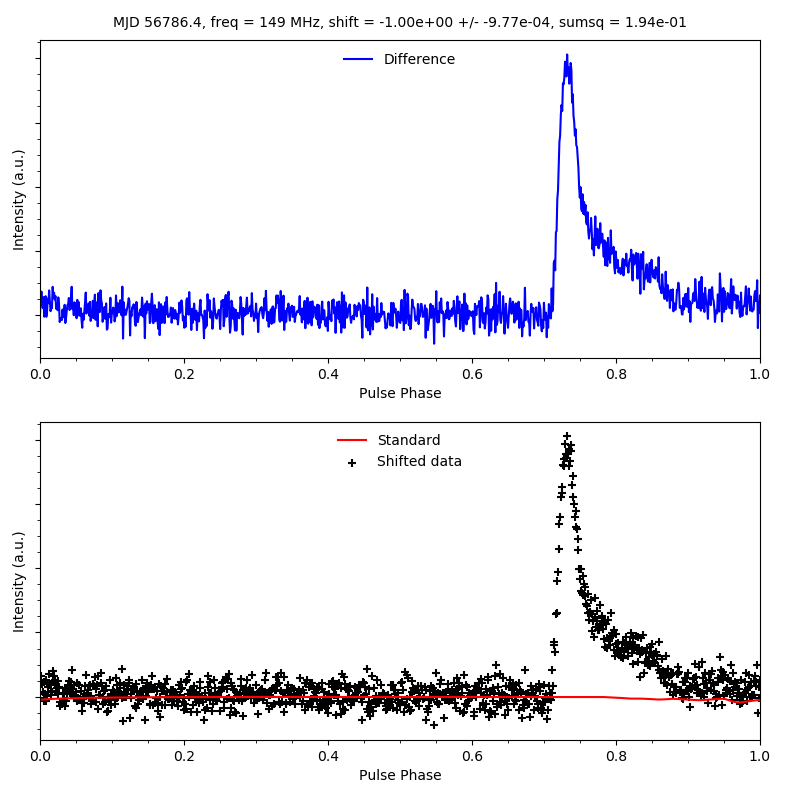 MJD 56786.4, freq = 149 MHz, shift = -1.00e+00 +/- -9.77e-04, sumsq = 1.94e-01
Difference
Intensity (a.u.)
0.0 0.2 0.4 0.6 0.8 1.0
Pulse Phase
Standard
Shifted data
Intensity (a.u.)
0.0 0.2 0.4 0.6 0.8 1.0
Pulse Phase